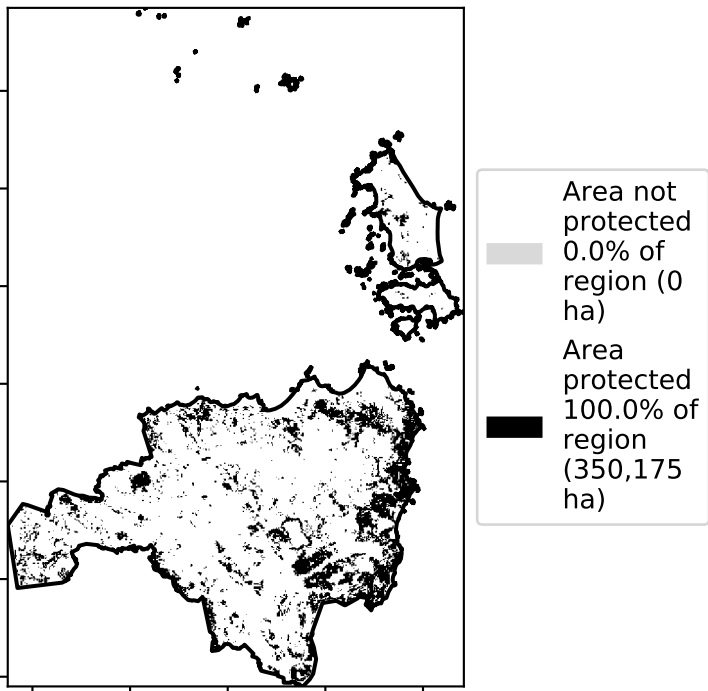 Area not
protected
0.0% of
region (0
ha)
Area
protected
100.0% of
region
(350,175
ha)